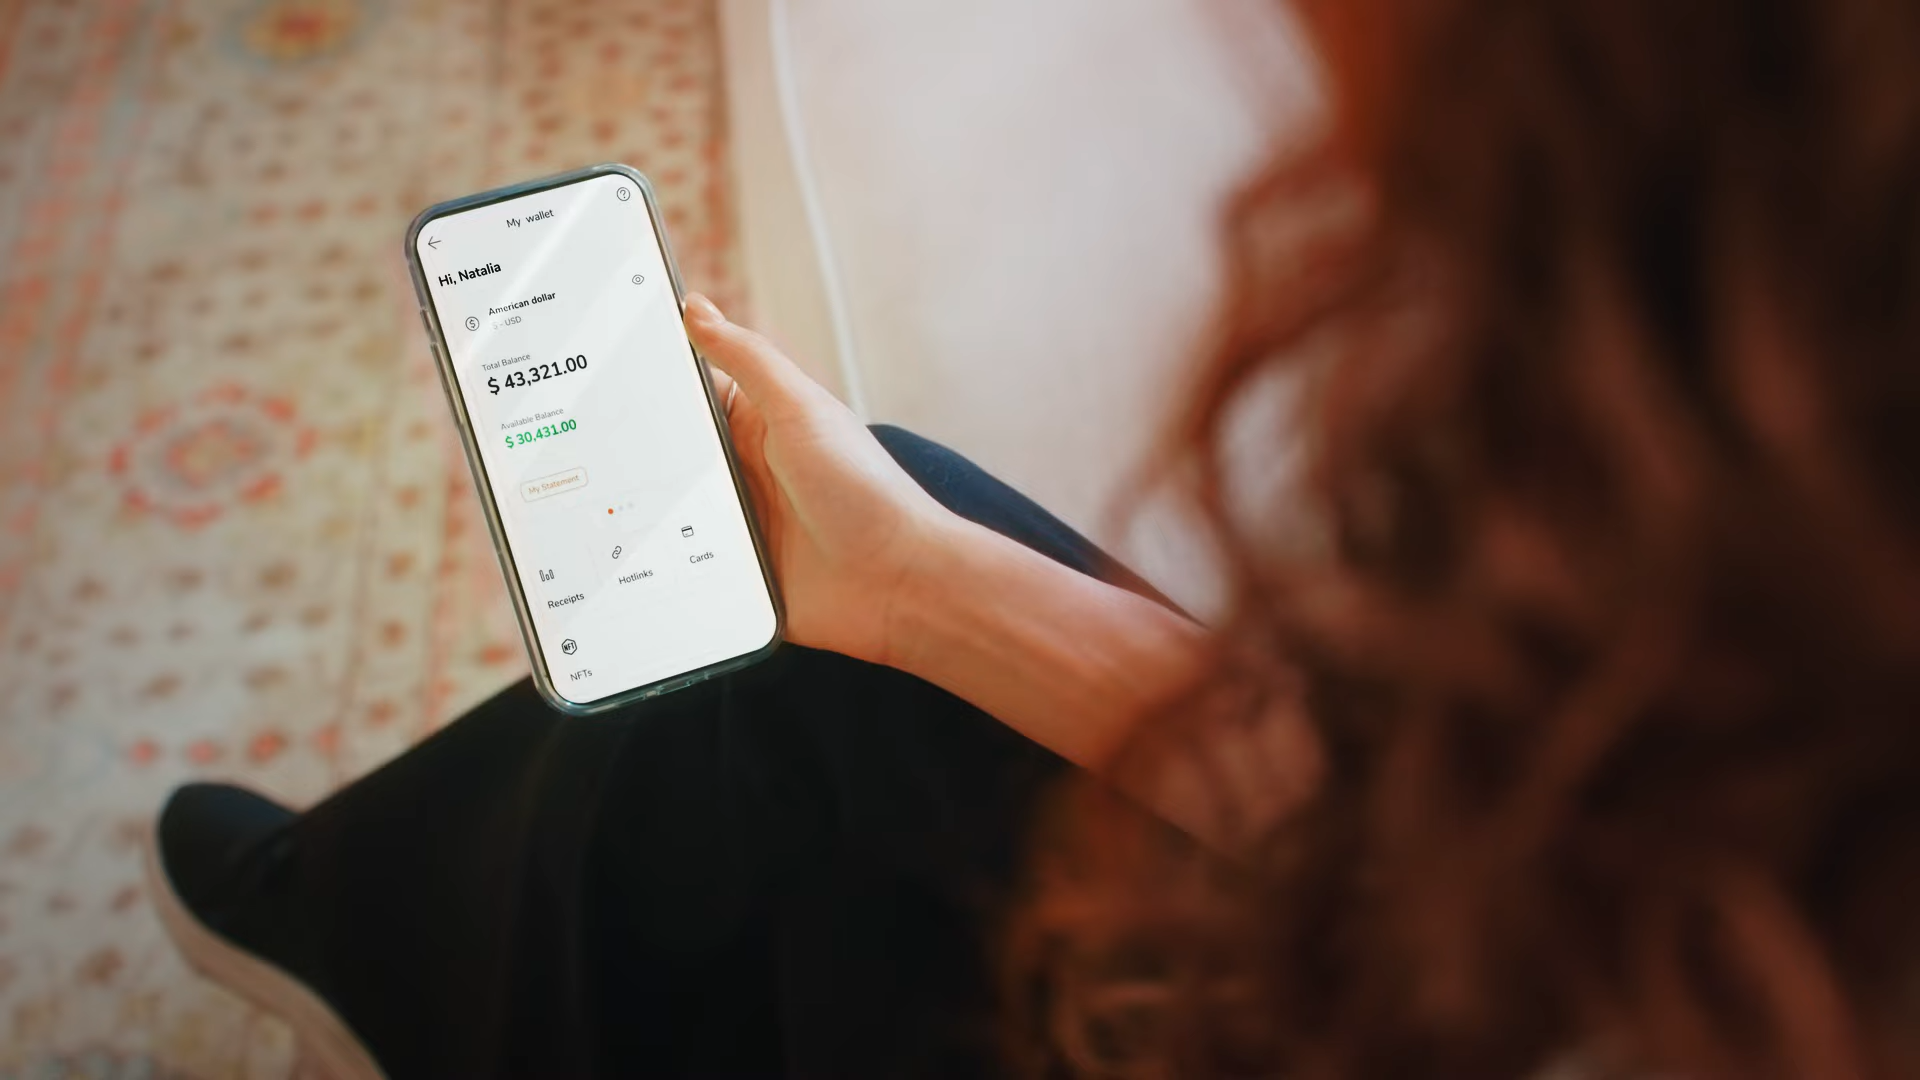 My wallet
Hi, Natalia
American dollar
$ - USD
Total Balance
$ 43,321.00
Available Balance
$ 30,431.00
My Statement
Receipts
Hotlinks
Cards
NFT
NFTs